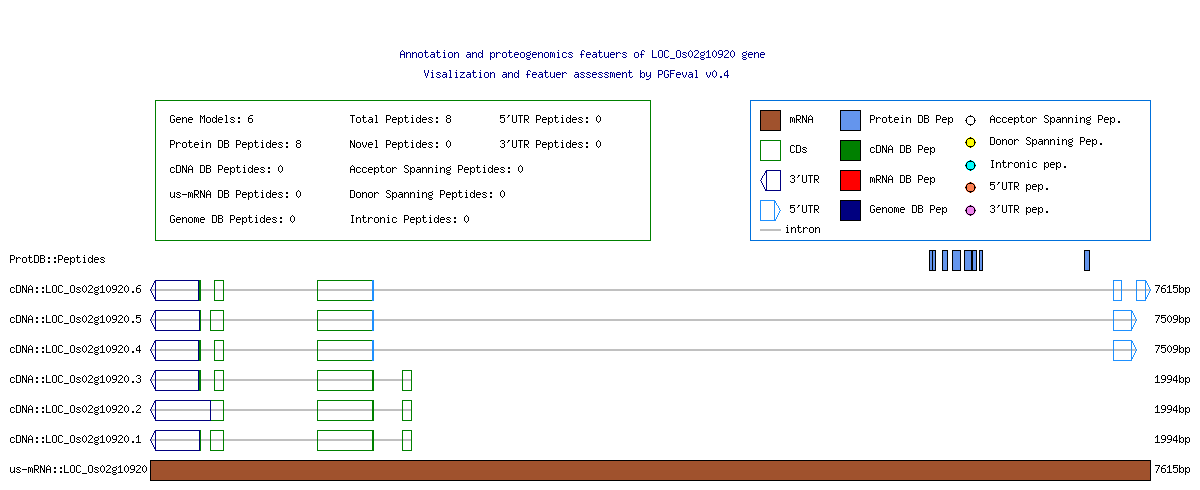 Annotation and proteogenomics featuers of LOC_Os02g10920 gene
Visalization and featuer assessment by PGFeval v0.4
Gene Models: 6 Total Peptides: 8 5'UTR Peptides: 0
Protein DB Peptides: 8 Novel Peptides: 0 3'UTR Peptides: 0
cDNA DB Peptides: 0 Acceptor Spanning Peptides: 0
us-mRNA DB Peptides: 0 Donor Spanning Peptides: 0
Genome DB Peptides: 0 Intronic Peptides: 0
mRNA Protein DB Pep Acceptor Spanning Pep.
CDs cDNA DB Pep Donor Spanning Pep.
3'UTR mRNA DB Pep Intronic pep.
5'UTR Genome DB Pep 5'UTR pep.
intron 3'UTR pep.
ProtDB::Peptides
cDNA::LOC_Os02g10920.6 7615bp
cDNA::LOC_Os02g10920.5 7509bp
cDNA::LOC_Os02g10920.4 7509bp
cDNA::LOC_Os02g10920.3 1994bp
cDNA::LOC_Os02g10920.2 1994bp
cDNA::LOC_Os02g10920.1 1994bp
us-mRNA::LOC_Os02g10920 7615bp